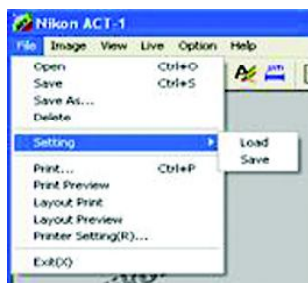 Nikon ACT-1
File Image View Live Option Help
Open Ctrl+O
Save Ctrl+S
Save As...
Delete
Setting
Load
Save
Print... Ctrl+P
Print Preview
Layout Print
Layout Preview
Printer Setting(R)...
Exit(X)